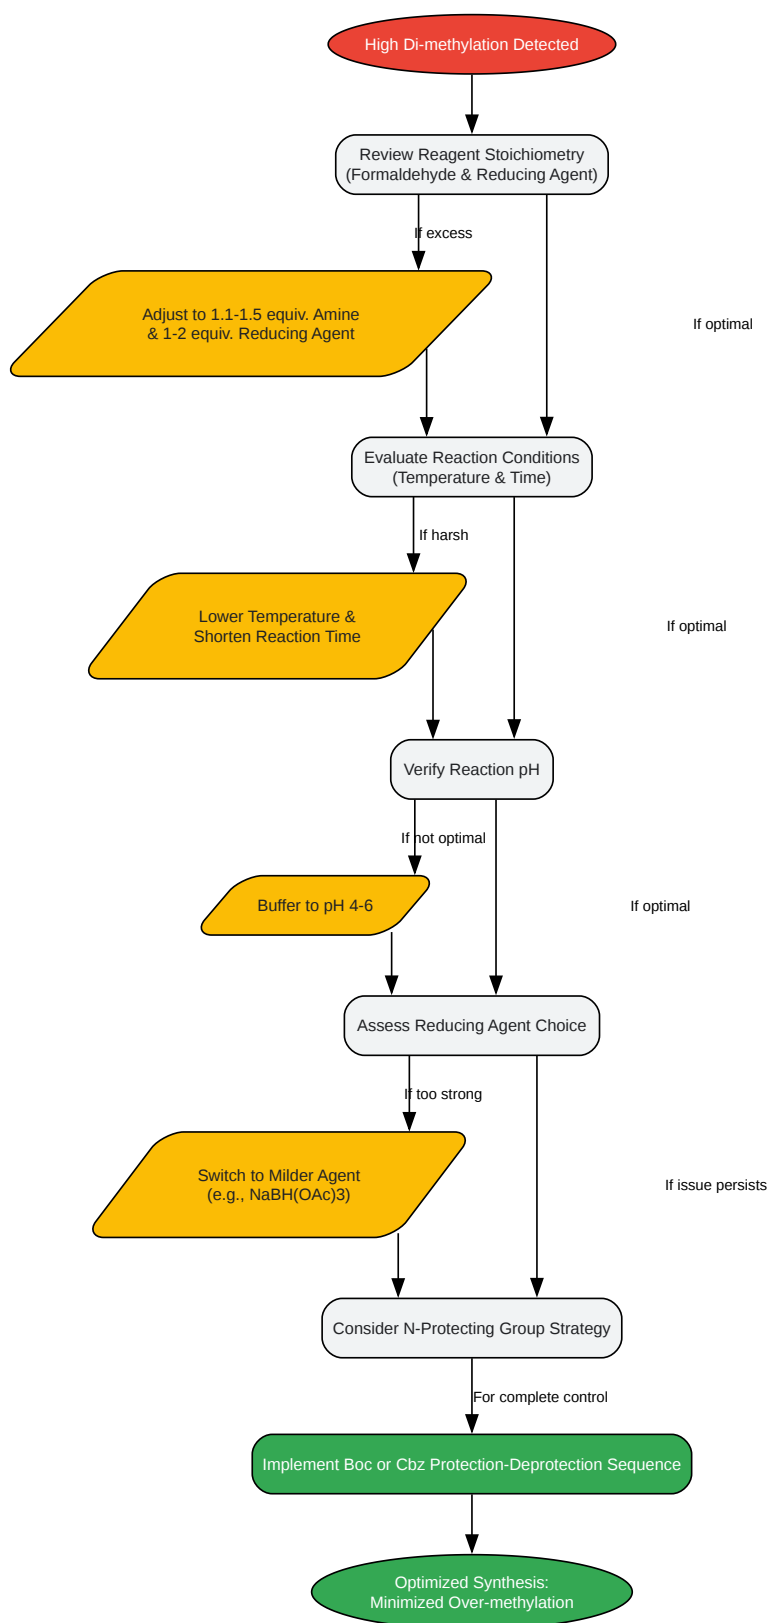 High Di-methylation Detected
Review Reagent Stoichiometry
(Formaldehyde & Reducing Agent)
If excess
Adjust to 1.1-1.5 equiv. Amine
& 1-2 equiv. Reducing Agent
If optimal
Evaluate Reaction Conditions
(Temperature & Time)
If harsh
Lower Temperature &
Shorten Reaction Time
If optimal
Verify Reaction pH
If not optimal
Buffer to pH 4-6
If optimal
Assess Reducing Agent Choice
If too strong
Switch to Milder Agent
(e.g., NaBH(OAc)3)
If issue persists
Consider N-Protecting Group Strategy
For complete control
Implement Boc or Cbz Protection-Deprotection Sequence
Optimized Synthesis:
Minimized Over-methylation